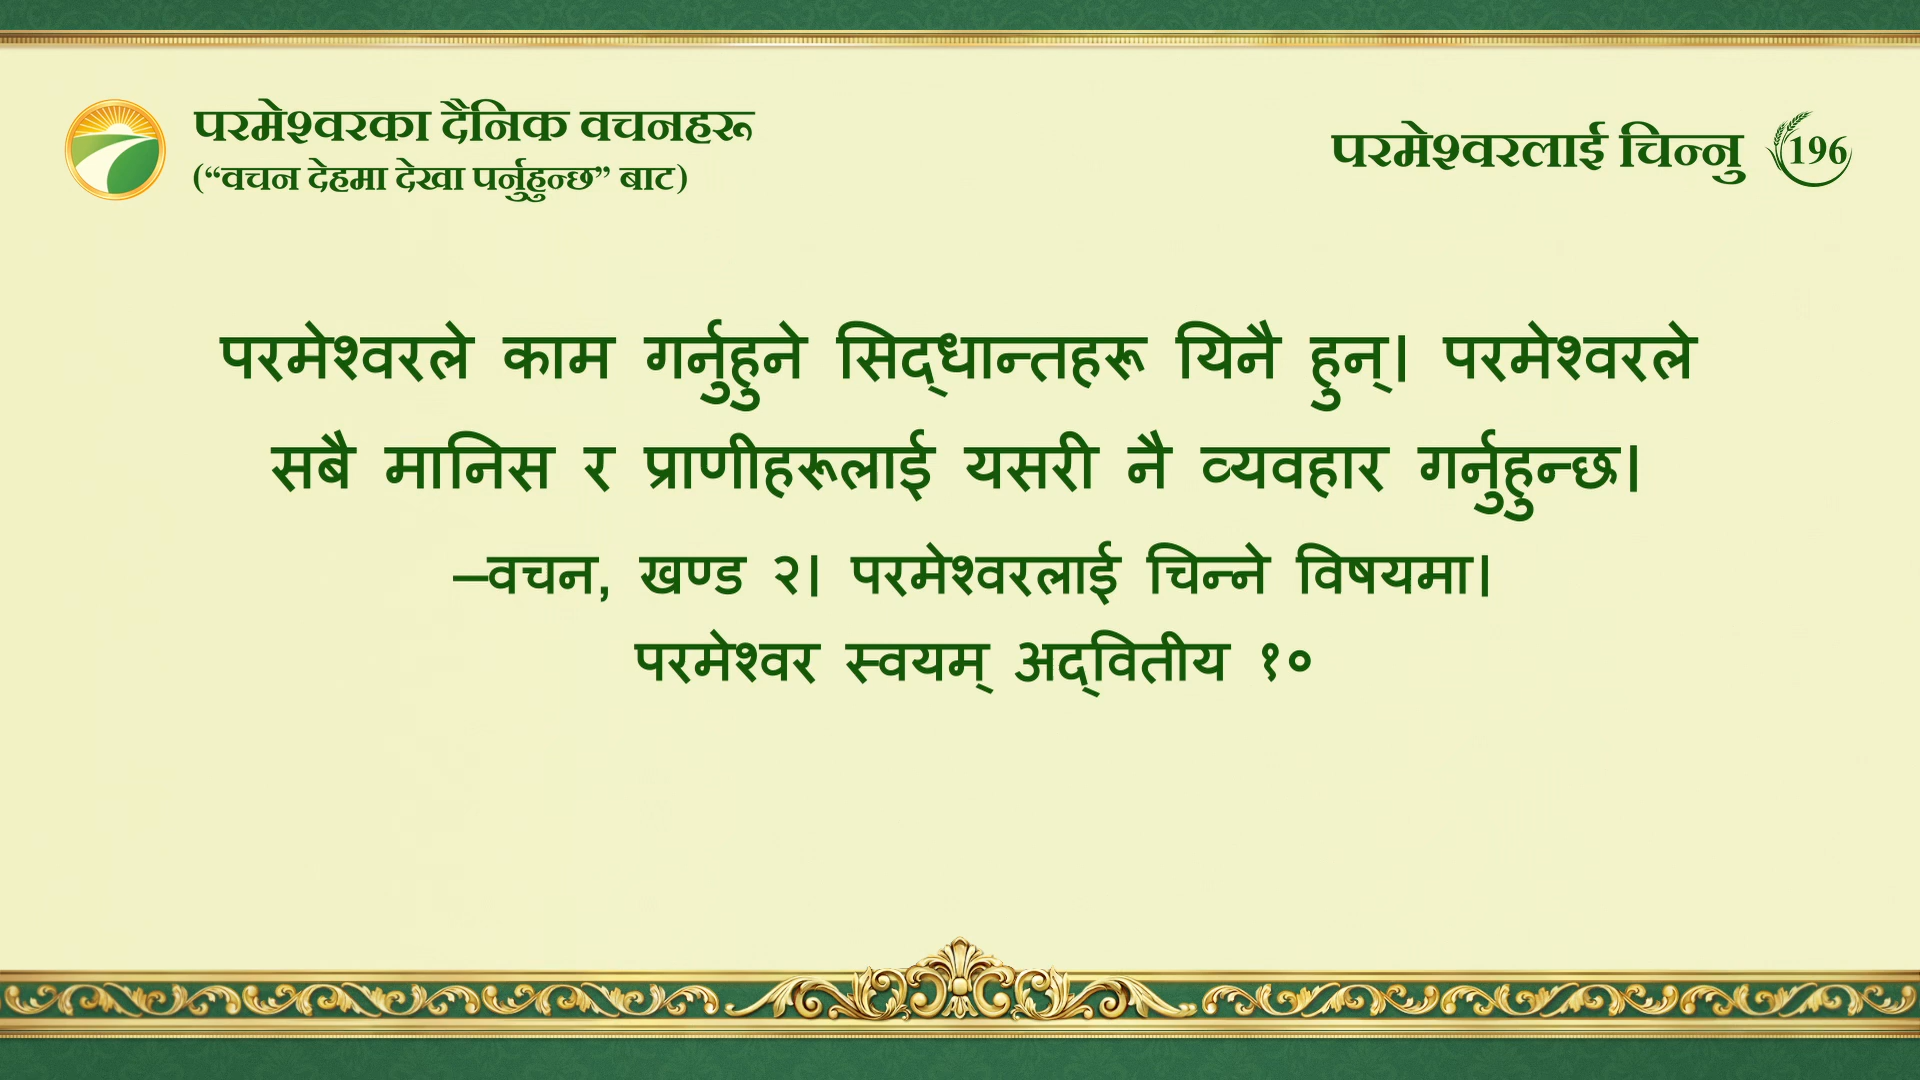 परमेश्वरका दैनिक वचनहरू
(“वचन देहमा देखा पर्नुहुन्छ” बाट)
परमेश्वरलाई चिन्नु 196
परमेश्वरले काम गर्नुहुने सिद्‌धान्तहरू यिनै हुन्। परमेश्वरले
सबै मानिस र प्राणीहरूलाई यसरी नै व्यवहार गर्नुहुन्छ।
—वचन, खण्ड २। परमेश्वरलाई चिन्ने विषयमा।
परमेश्वर स्वयम् अद्‌वितीय १०